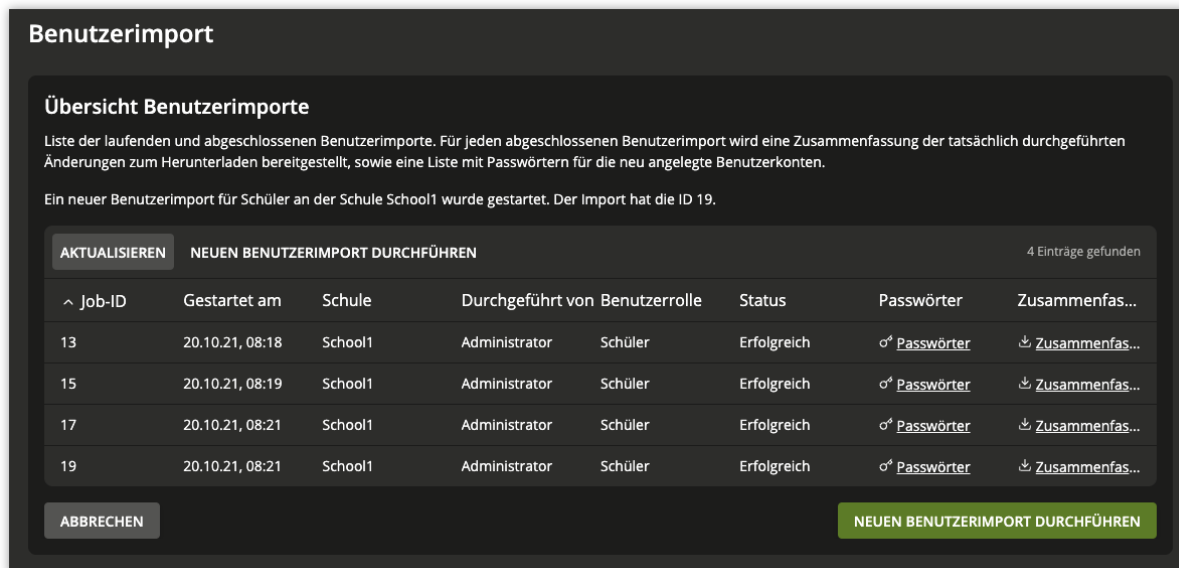 Benutzerimport
Übersicht Benutzerimporte
Liste der laufenden und abgeschlossenen Benutzerimporte. Für jeden abgeschlossenen Benutzerimport wird eine Zusammenfassung der tatsächlich durchgeführten
Änderungen zum Herunterladen bereitgestellt, sowie eine Liste mit Passwörtern für die neu angelegte Benutzerkonten.
Ein neuer Benutzerimport für Schüler an der Schule School1 wurde gestartet. Der Import hat die ID 19.
AKTUALISIEREN NEUEN BENUTZERIMPORT DURCHFÜHREN 4 Einträge gefunden
Job-ID Gestartet am Schule Durchgeführt von Benutzerrolle Status Passwörter Zusammenfas...
13 20.10.21, 08:18 School1 Administrator Schüler Erfolgreich Passwörter Zusammenfas...
15 20.10.21, 08:19 School1 Administrator Schüler Erfolgreich Passwörter Zusammenfas...
17 20.10.21, 08:21 School1 Administrator Schüler Erfolgreich Passwörter Zusammenfas...
19 20.10.21, 08:21 School1 Administrator Schüler Erfolgreich Passwörter Zusammenfas...
ABBRECHEN NEUEN BENUTZERIMPORT DURCHFÜHREN